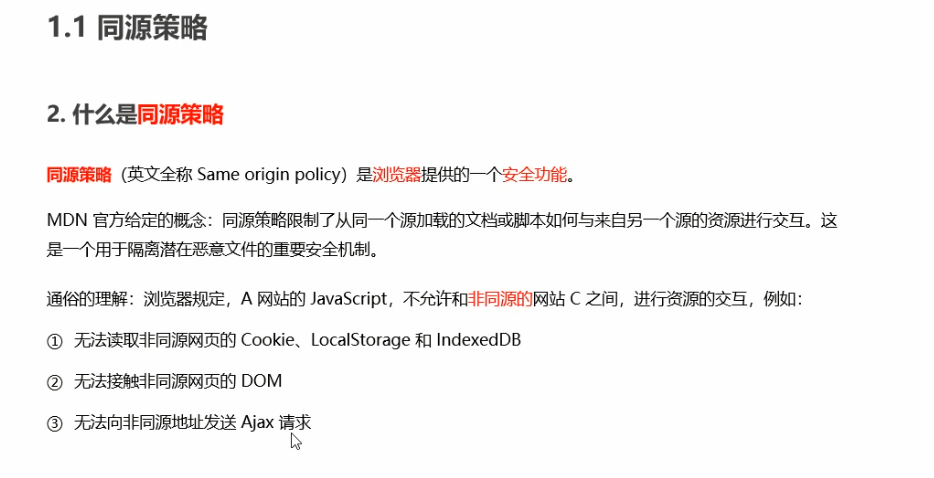 1.1 同源策略
2. 什么是同源策略
同源策略（英文全称 Same origin policy）是浏览器提供的一个安全功能。
MDN 官方给定的概念：同源策略限制了从同一个源加载的文档或脚本如何与来自另一个源的资源进行交互。这
是一个用于隔离潜在恶意文件的重要安全机制。
通俗的理解：浏览器规定，A 网站的 JavaScript，不允许和非同源的网站 C 之间，进行资源的交互，例如：
① 无法读取非同源网页的 Cookie、LocalStorage 和 IndexedDB
② 无法接触非同源网页的 DOM
③ 无法向非同源地址发送 Ajax 请求